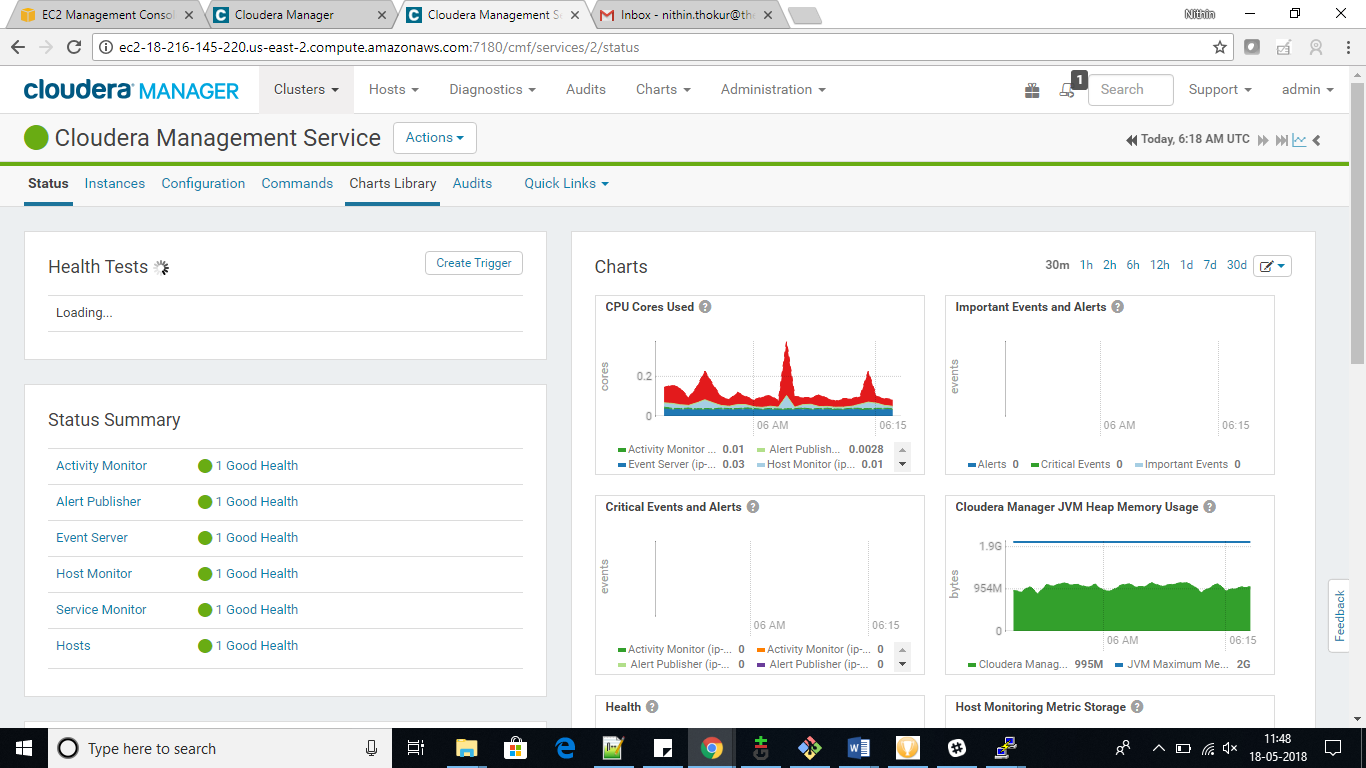 EC2 Management Consol
Cloudera Manager
Cloudera Management Se
Inbox - nithin.thokur@the
Nithin
ec2-18-216-145-220.us-east-2.compute.amazonaws.com:7180/cmf/services/2/status
cloudera MANAGER
Clusters
Hosts
Diagnostics
Audits
Charts
Administration
1
Search
Support
admin
Cloudera Management Service
Actions
Today, 6:18 AM UTC
Status
Instances
Configuration
Commands
Charts Library
Audits
Quick Links
Health Tests
Create Trigger
Loading...
Status Summary
Activity Monitor 1 Good Health
Alert Publisher 1 Good Health
Event Server 1 Good Health
Host Monitor 1 Good Health
Service Monitor 1 Good Health
Hosts 1 Good Health
Charts
30m 1h 2h 6h 12h 1d 7d 30d
CPU Cores Used ?
cores
0.2
0
06 AM 06:15
Activity Monitor ... 0.01 Alert Publish... 0.0028
Event Server (ip-... 0.03 Host Monitor (ip... 0.01
Important Events and Alerts ?
events
06 AM 06:15
Alerts 0 Critical Events 0 Important Events 0
Critical Events and Alerts ?
events
06 AM 06:15
Activity Monitor (ip-... 0 Activity Monitor (ip-... 0
Alert Publisher (ip-... 0 Alert Publisher (ip-... 0
Cloudera Manager JVM Heap Memory Usage ?
bytes
1.9G
954M
0
06 AM 06:15
Cloudera Manag... 995M JVM Maximum Me... 2G
Health ?
Host Monitoring Metric Storage ?
Feedback
Type here to search
11:48
18-05-2018